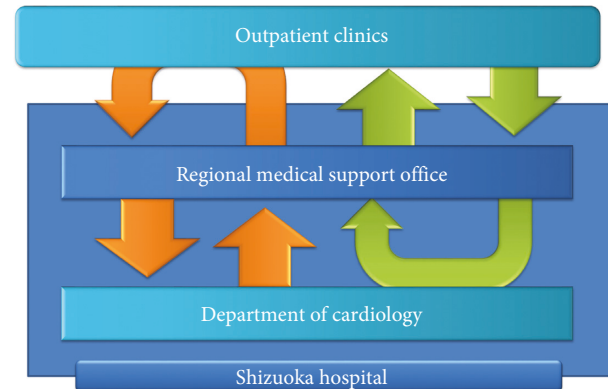 Outpatient clinics
Regional medical support office
Department of cardiology
Shizuoka hospital